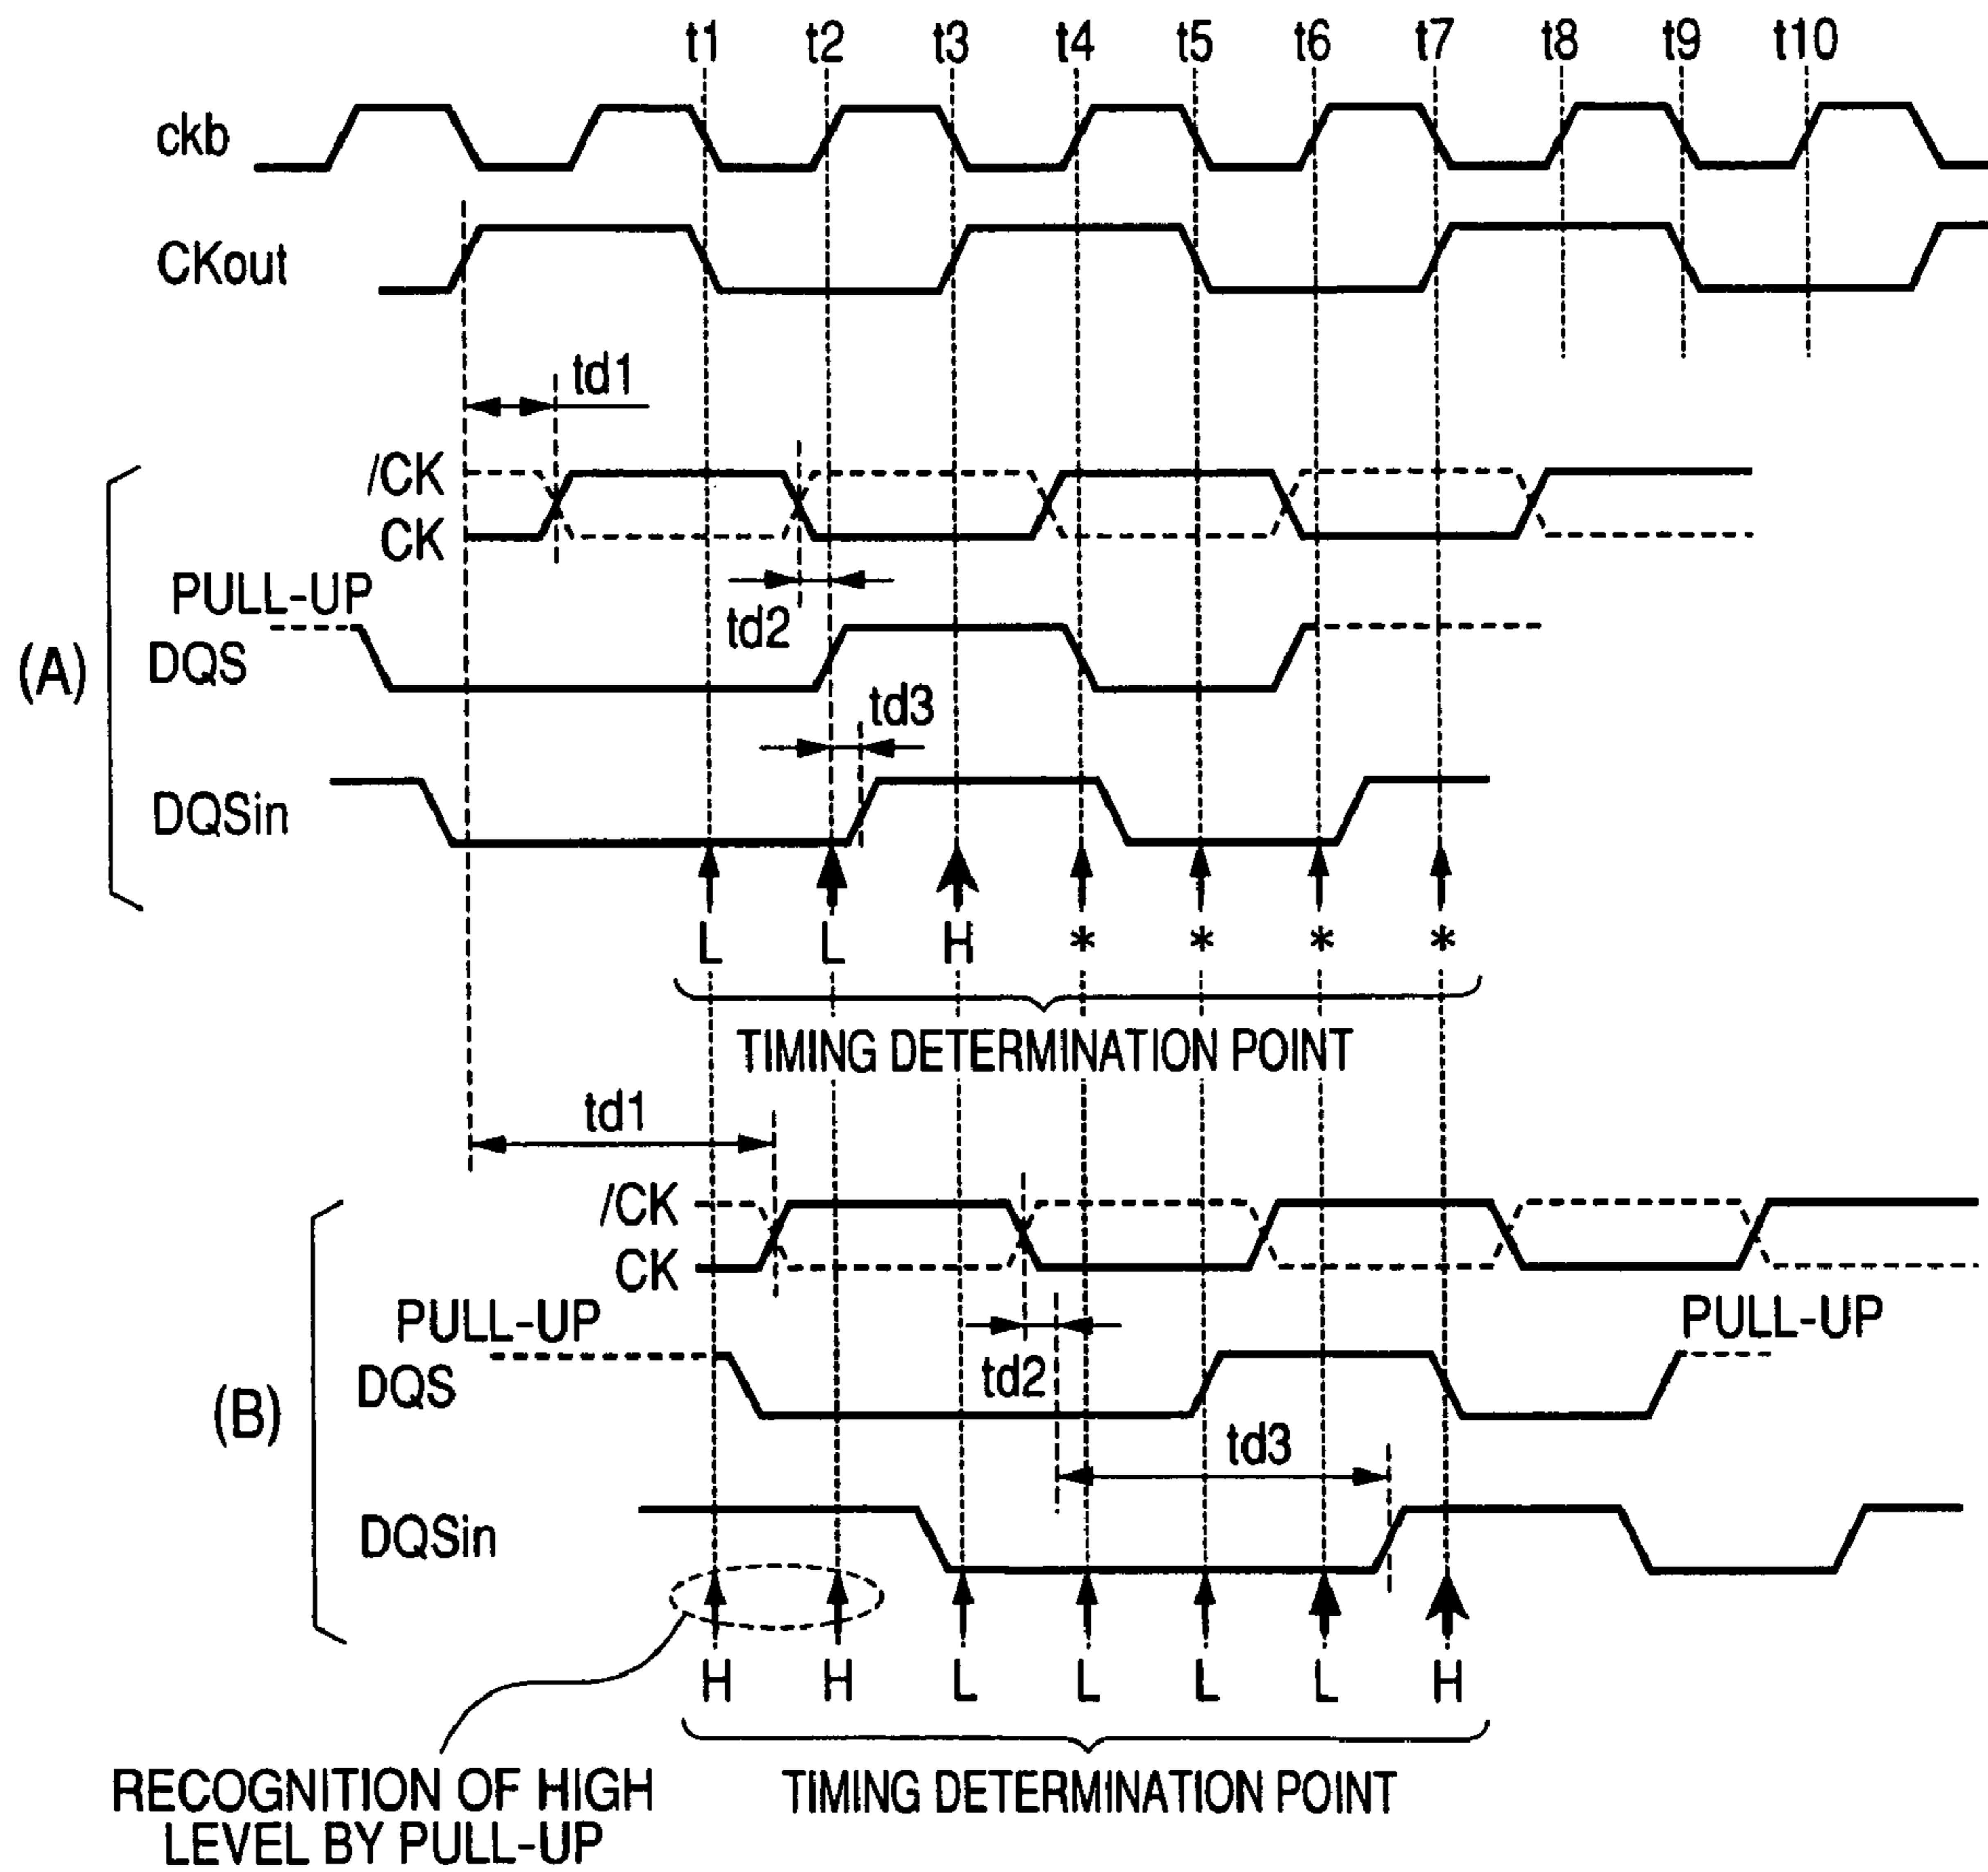 t1 t2 t3 t4 t5 t6 t7 t8 t9 t10
ckb
CKout
td1
/CK
CK
PULL-UP
td2
(A)
DQS
td3
DQSin
L L H * * * *
TIMING DETERMINATION POINT
td1
/CK
CK
PULL-UP
PULL-UP
DQS
td2
(B)
td3
DQSin
H H L L L L H
RECOGNITION OF HIGH
LEVEL BY PULL-UP
TIMING DETERMINATION POINT